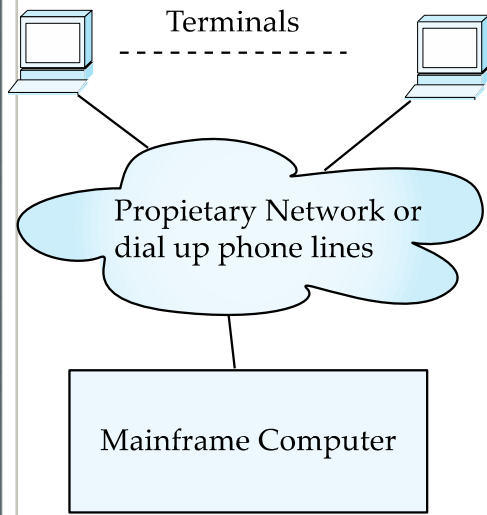 Terminals
Propietary Network or
dial up phone lines
Mainframe Computer